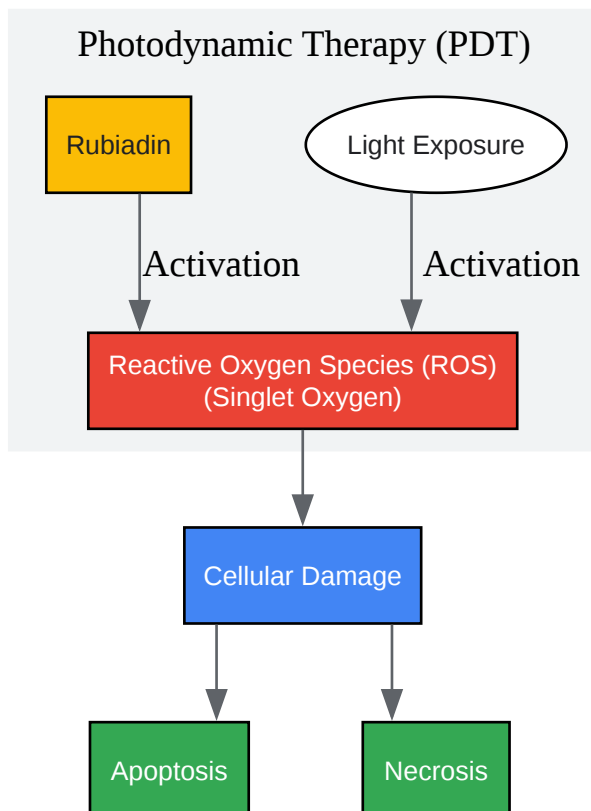 Photodynamic Therapy (PDT)
Rubiadin
Light Exposure
Activation
Activation
Reactive Oxygen Species (ROS)
(Singlet Oxygen)
Cellular Damage
Apoptosis
Necrosis